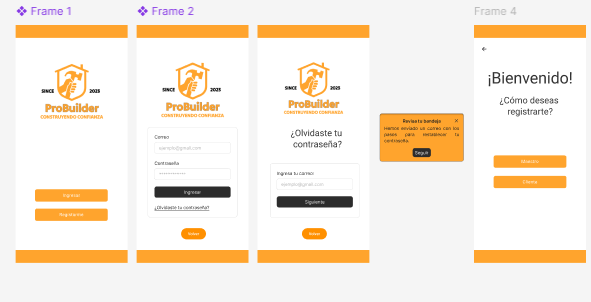 Frame 1
SINCE 2025
ProBuilder
CONSTRUYENDO CONFIANZA
Ingresar
Registrarme
Frame 2
SINCE 2025
ProBuilder
CONSTRUYENDO CONFIANZA
Correo
ejemplo@gmail.com
Contraseña
Ingresar
¿Olvidaste tu contraseña?
Volver
SINCE 2025
ProBuilder
CONSTRUYENDO CONFIANZA
¿Olvidaste tu
contraseña?
Ingresa tu correo
ejemplo@gmail.com
Siguiente
Volver
Revisa tu bandeja
Hemos enviado un correo con los
pasos para restablecer tu
contraseña.
Seguir
Frame 4
¡Bienvenido!
¿Cómo deseas
registrarte?
Maestro
Cliente